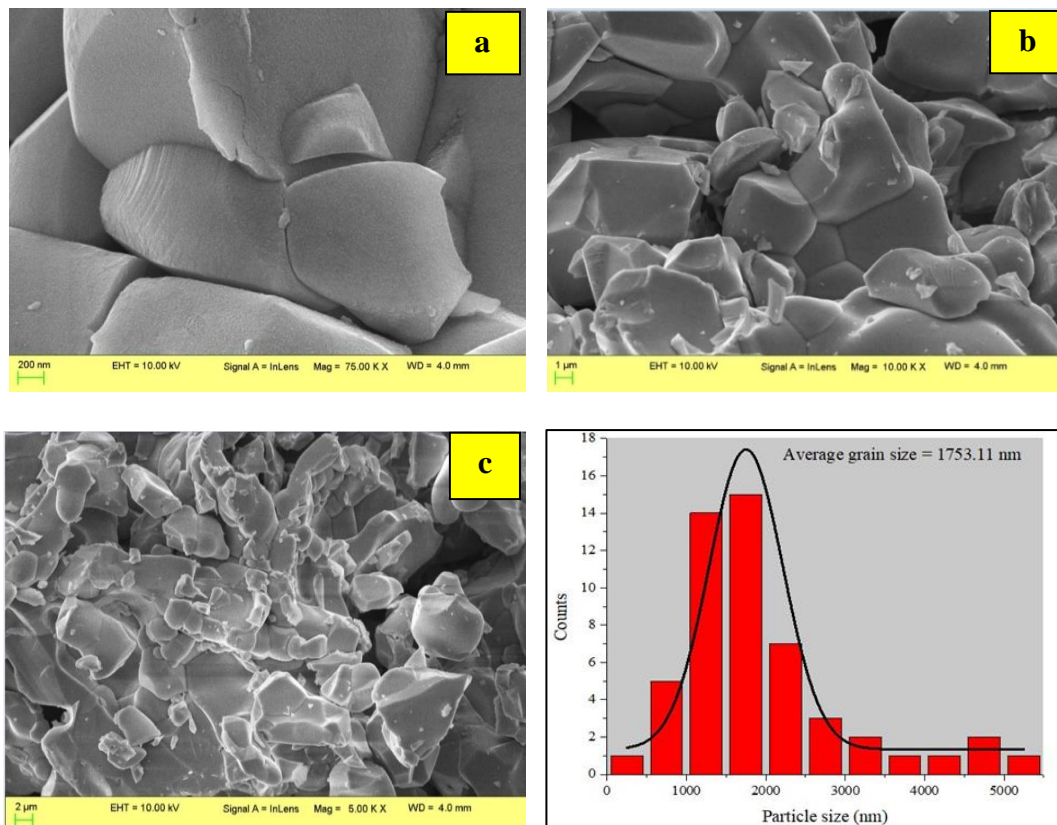 a
200 nm EHT = 10.00 kV Signal A = InLens Mag = 75.00 K X WD = 4.0 mm
b
1 µm EHT = 10.00 kV Signal A = InLens Mag = 10.00 K X WD = 4.0 mm
c
2 µm EHT = 10.00 kV Signal A = InLens Mag = 5.00 K X WD = 4.0 mm
Average grain size = 1753.11 nm
Counts
18
16
14
12
10
8
6
4
2
0
0 1000 2000 3000 4000 5000
Particle size (nm)